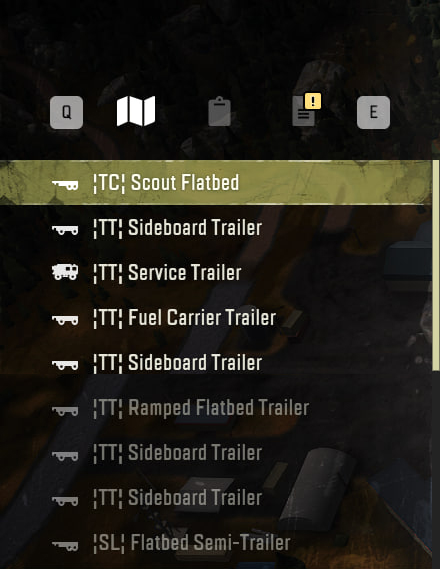 Q
!
E
¦TC¦ Scout Flatbed
¦TT¦ Sideboard Trailer
¦TT¦ Service Trailer
¦TT¦ Fuel Carrier Trailer
¦TT¦ Sideboard Trailer
¦TT¦ Ramped Flatbed Trailer
¦TT¦ Sideboard Trailer
¦TT¦ Sideboard Trailer
¦SL¦ Flatbed Semi-Trailer